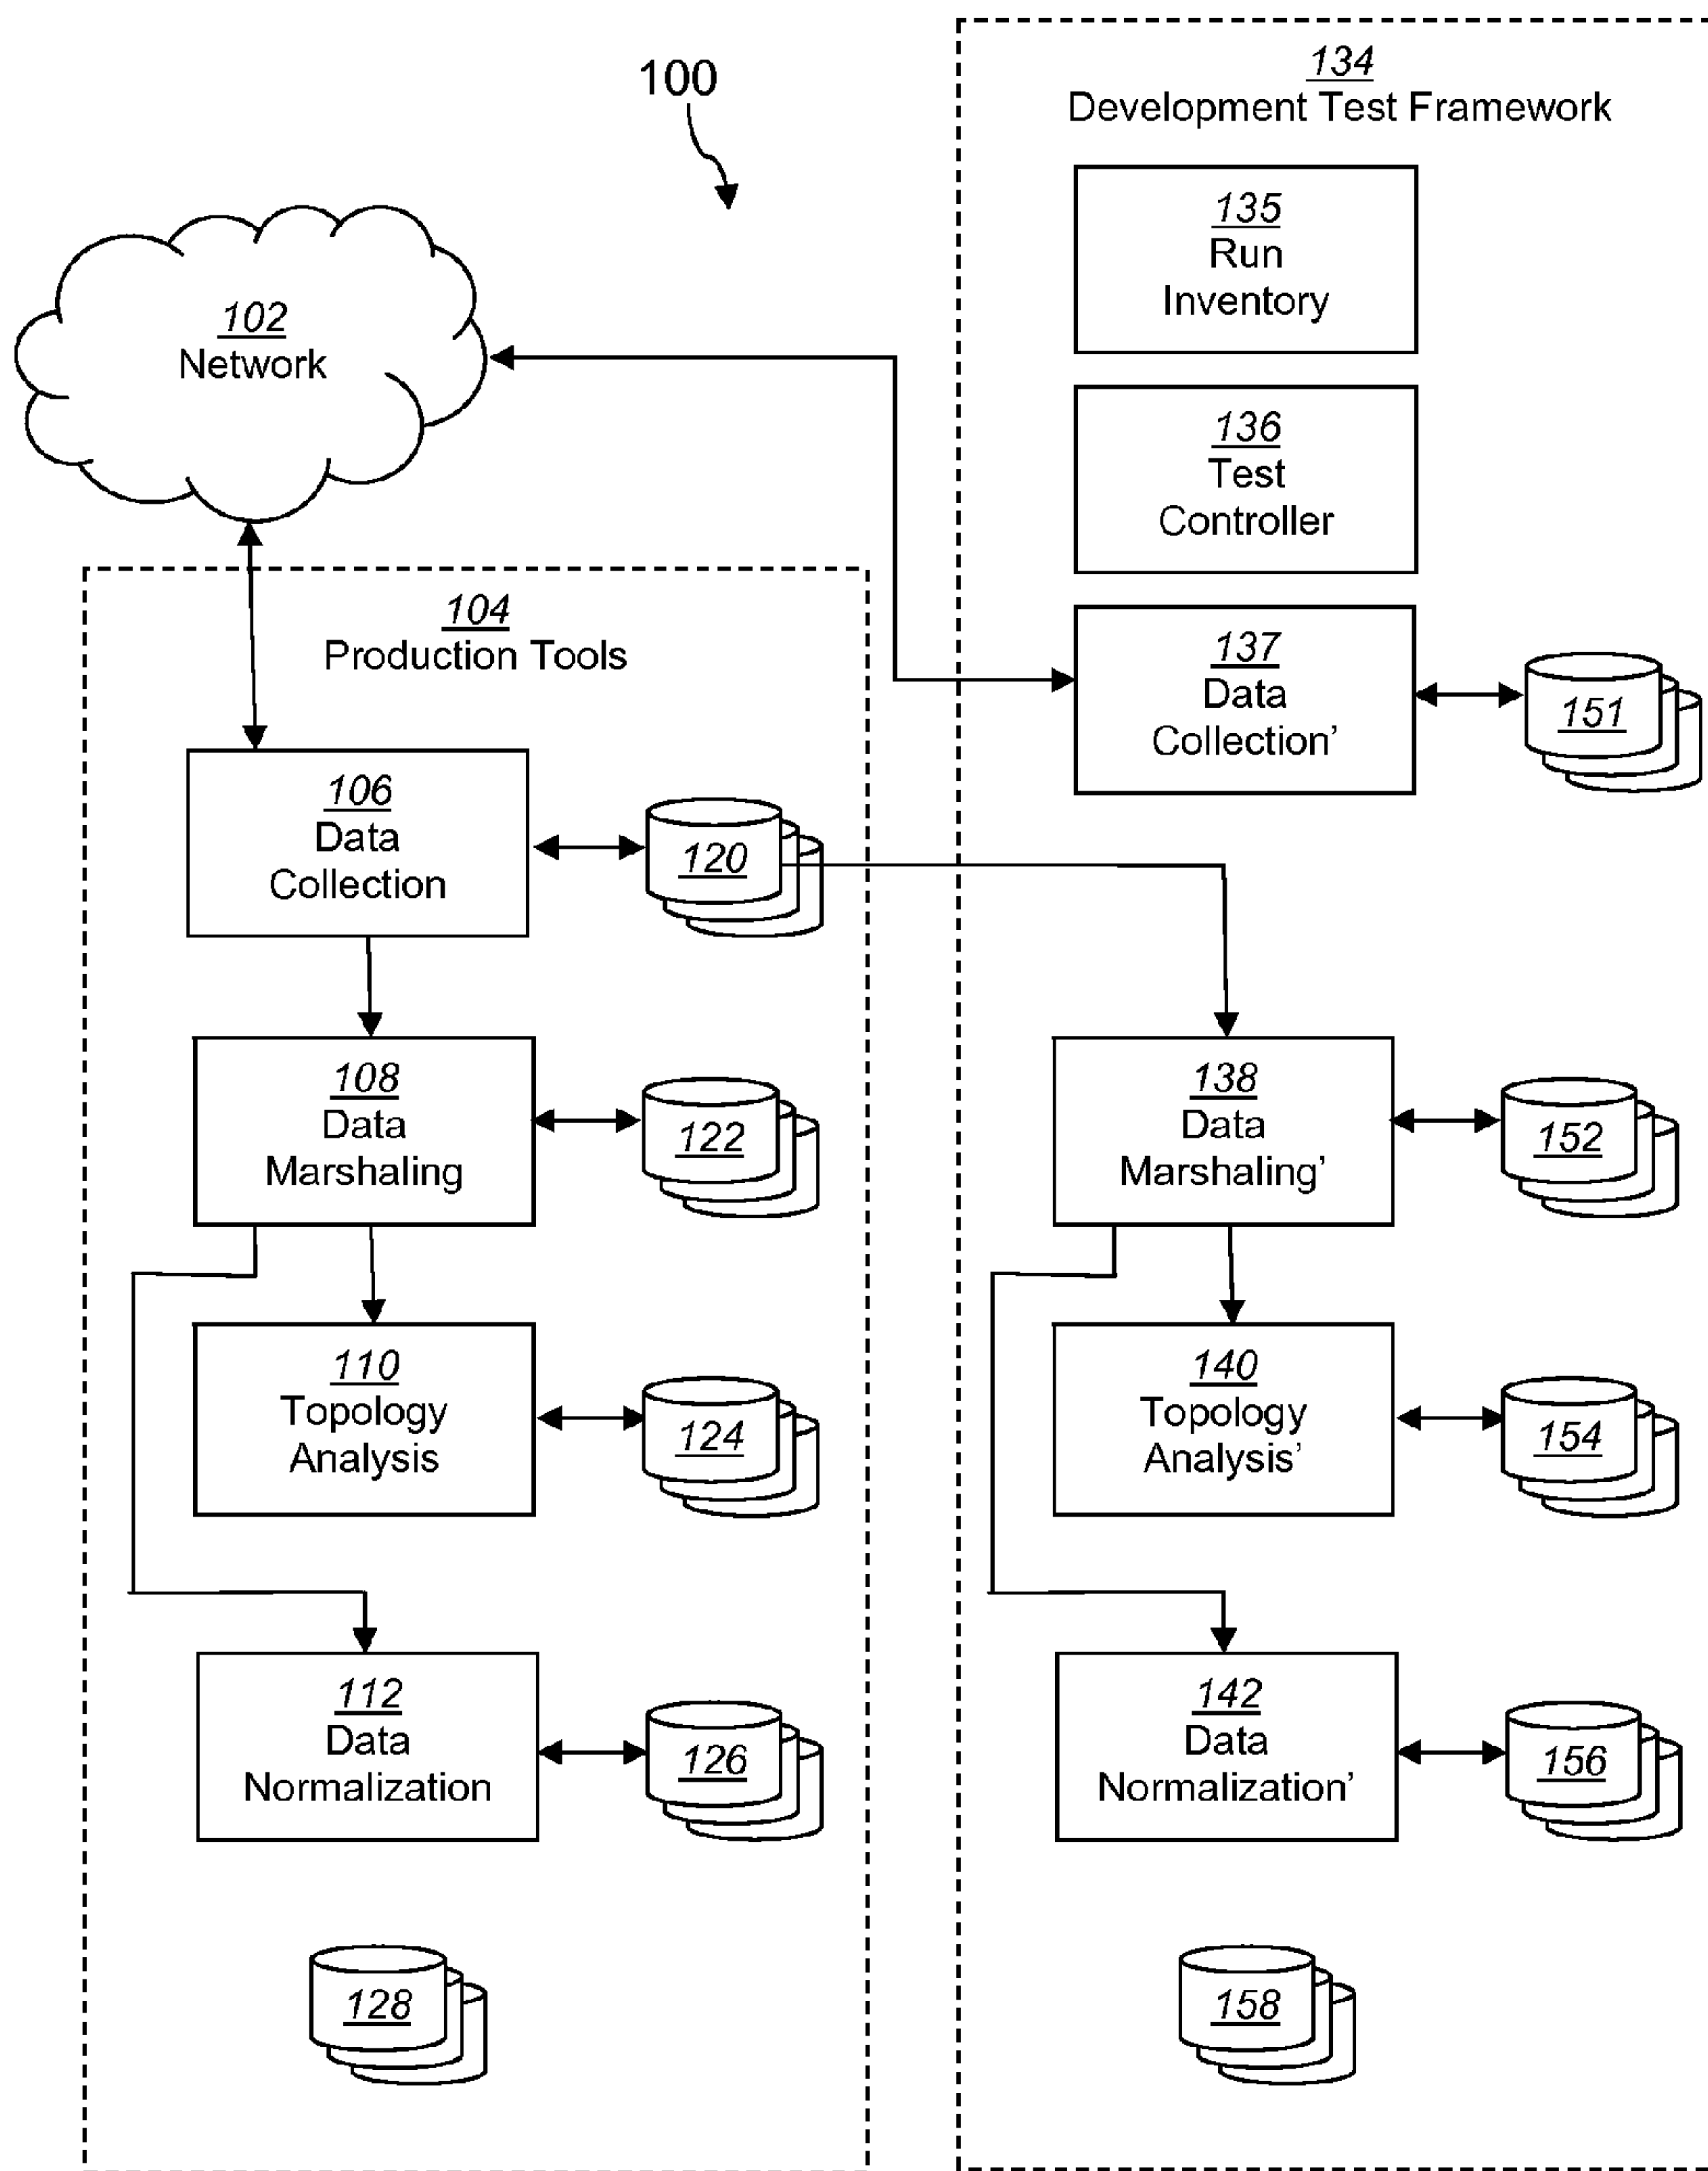 100
102
Network
104
Production Tools
106
Data
Collection
120
108
Data
Marshaling
122
110
Topology
Analysis
124
112
Data
Normalization
126
128
134
Development Test Framework
135
Run
Inventory
136
Test
Controller
137
Data
Collection’
151
138
Data
Marshaling’
152
140
Topology
Analysis’
154
142
Data
Normalization’
156
158